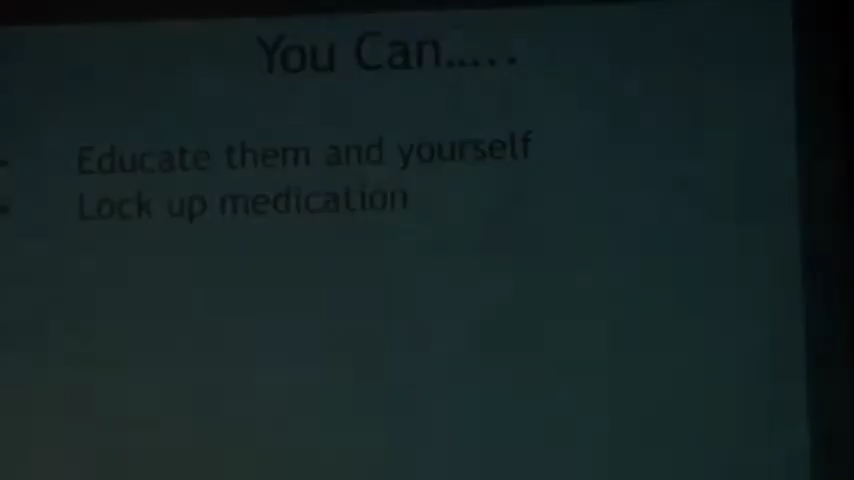 You Can.....
- Educate them and yourself
- Lock up medication